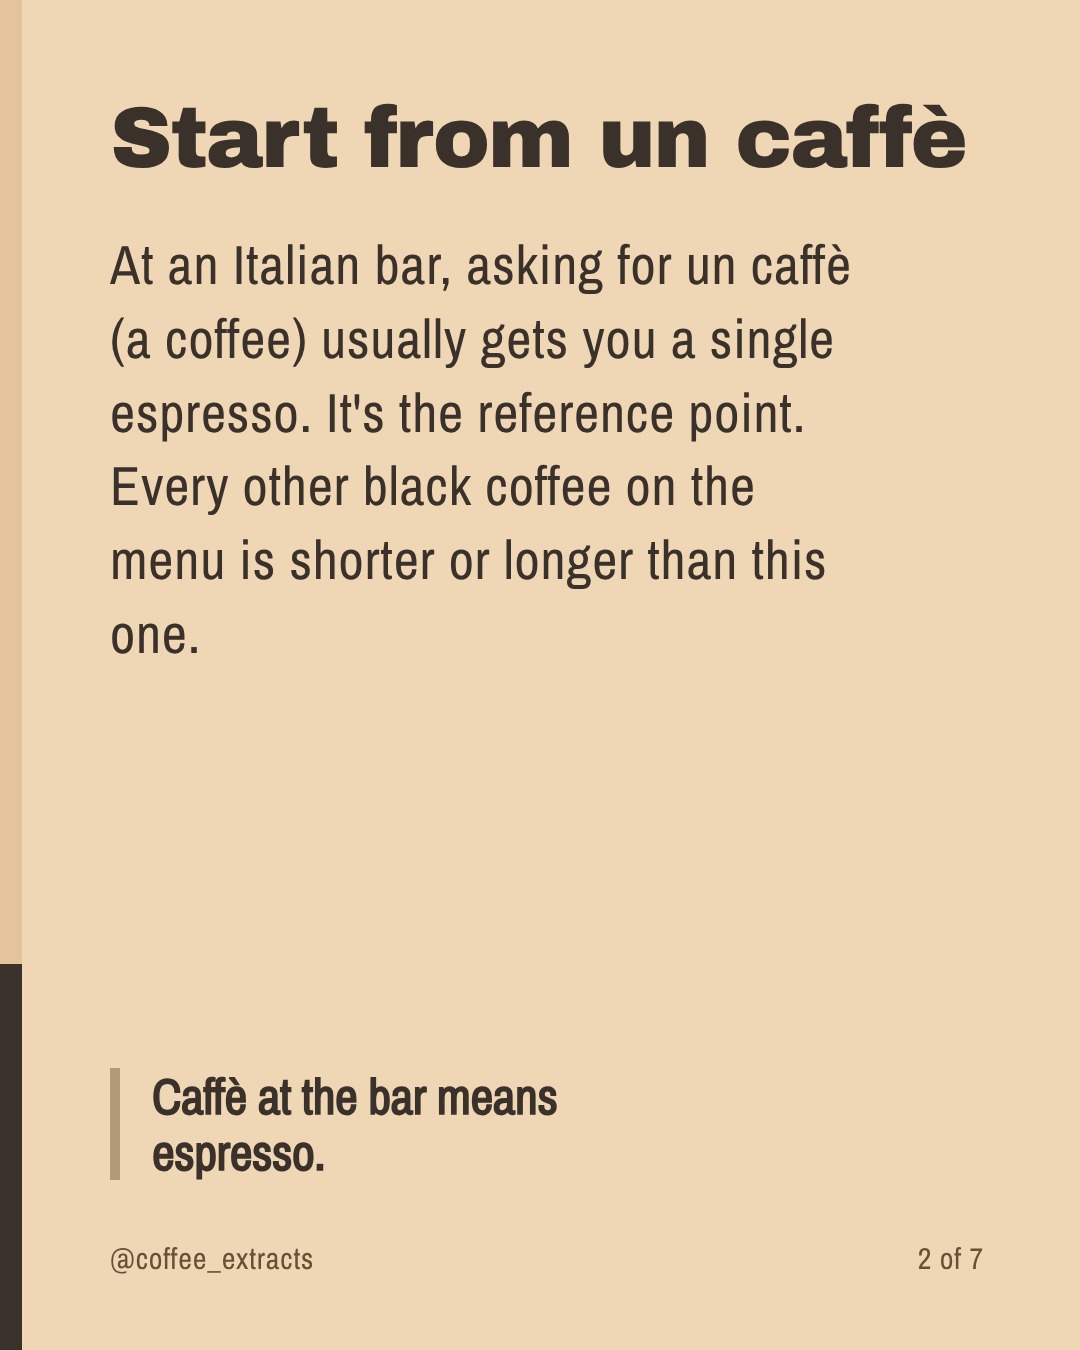 Start from un caffè
At an Italian bar, asking for un caffè
(a coffee) usually gets you a single
espresso. It's the reference point.
Every other black coffee on the
menu is shorter or longer than this
one.
Caffè at the bar means
espresso.
@coffee_extracts
2 of 7